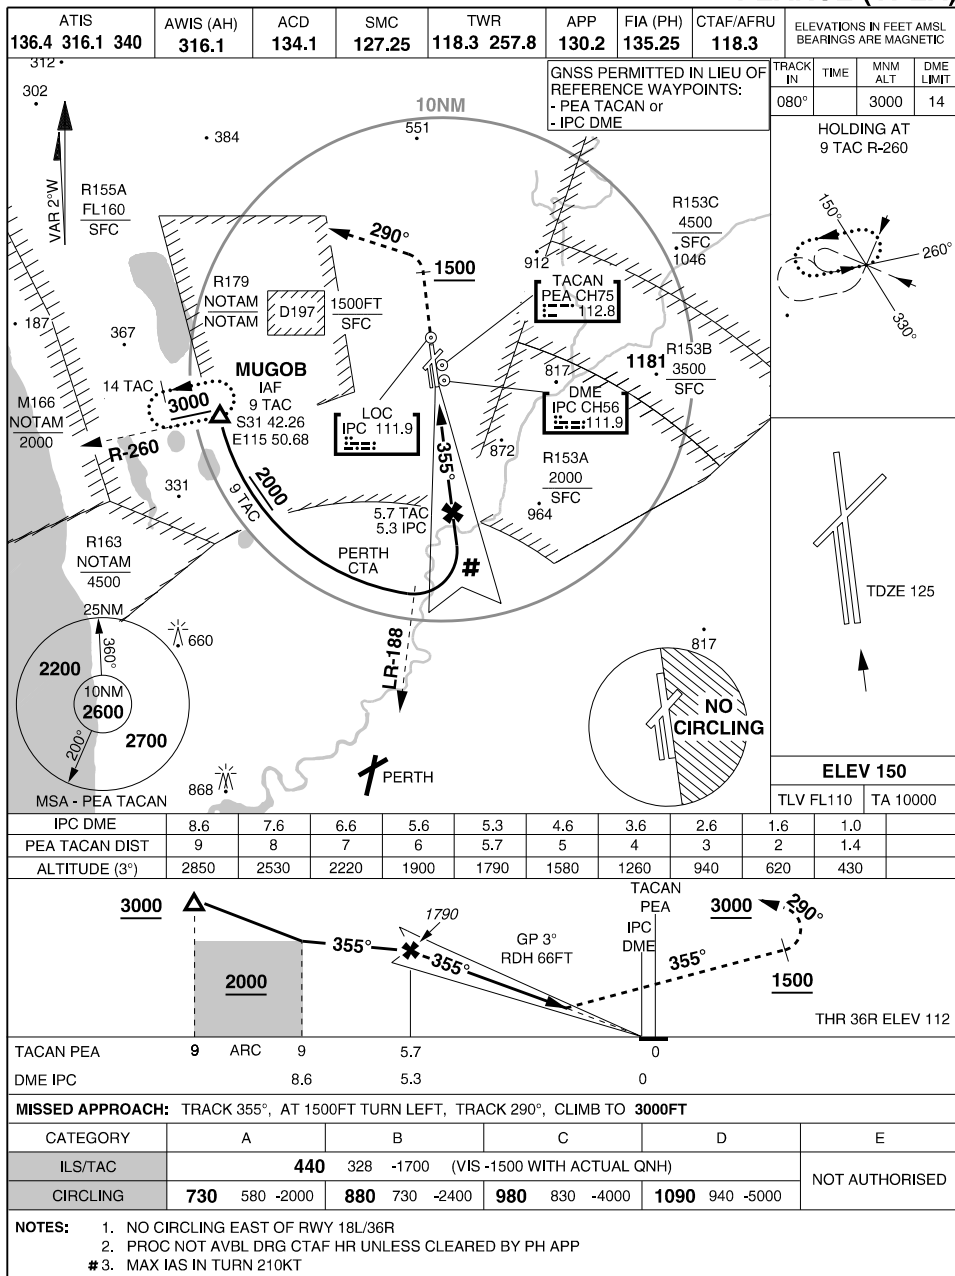 ATIS AWIS (AH) ACD SMC TWR APP FIA (PH) CTAF/AFRU ELEVATIONS IN FEET AMSL
136.4 316.1 340 316.1 134.1 127.25 118.3 257.8 130.2 135.25 118.3 BEARINGS ARE MAGNETIC
GNSS PERMITTED IN LIEU OF
REFERENCE WAYPOINTS:
- PEA TACAN or
- IPC DME
TRACK IN TIME MNM ALT DME LIMIT
080° 3000 14
HOLDING AT
9 TAC R-260
150°
260°
330°
312
302
384
10NM
551
VAR 2°W
R155A
FL160
SFC
R153C
4500
SFC
1046
290°
1500
912
TACAN
PEA CH75
112.8
R179
NOTAM
NOTAM
D197
1500FT
SFC
187
367
MUGOB
IAF
9 TAC
S31 42.26
E115 50.68
14 TAC
3000
M166
NOTAM
2000
R-260
LOC
IPC 111.9
817
1181
R153B
3500
SFC
DME
IPC CH56
111.9
355°
872
R153A
2000
SFC
964
331
2000
9 TAC
5.7 TAC
5.3 IPC
PERTH
CTA
#
R163
NOTAM
4500
TDZE 125
25NM
360°
660
2200
10NM
2600
2700
200°
MSA - PEA TACAN
LR-188
817
NO
CIRCLING
868
PERTH
ELEV 150
TLV FL110 TA 10000
IPC DME 8.6 7.6 6.6 5.6 5.3 4.6 3.6 2.6 1.6 1.0
PEA TACAN DIST 9 8 7 6 5.7 5 4 3 2 1.4
ALTITUDE (3°) 2850 2530 2220 1900 1790 1580 1260 940 620 430
3000
1790
TACAN
PEA
IPC
DME
3000
290°
355°
355°
GP 3°
RDH 66FT
355°
2000
1500
THR 36R ELEV 112
TACAN PEA 9 ARC 9 5.7 0
DME IPC 8.6 5.3 0
MISSED APPROACH: TRACK 355°, AT 1500FT TURN LEFT, TRACK 290°, CLIMB TO 3000FT
CATEGORY A B C D E
ILS/TAC 440 328 -1700 (VIS -1500 WITH ACTUAL QNH) NOT AUTHORISED
CIRCLING 730 580 -2000 880 730 -2400 980 830 -4000 1090 940 -5000
NOTES: 1. NO CIRCLING EAST OF RWY 18L/36R
2. PROC NOT AVBL DRG CTAF HR UNLESS CLEARED BY PH APP
# 3. MAX IAS IN TURN 210KT